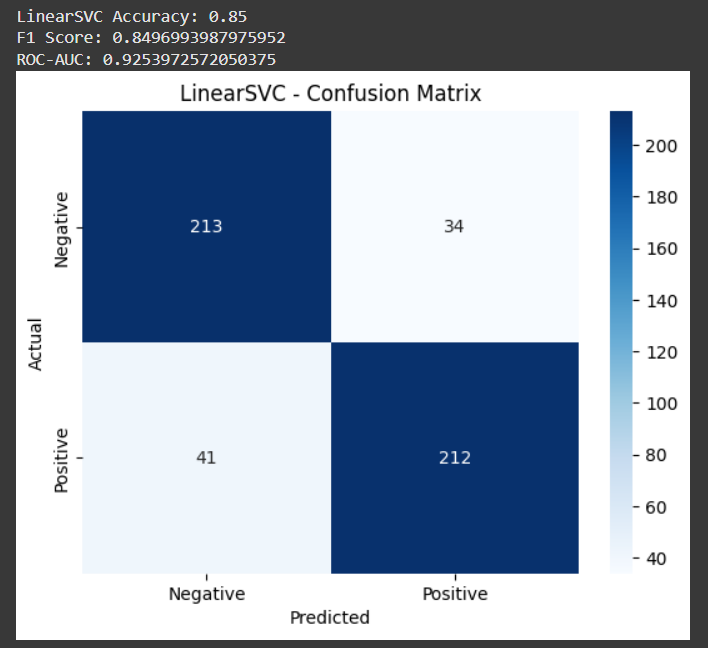 LinearSVC Accuracy: 0.85
F1 Score: 0.8496993987975952
ROC-AUC: 0.9253972572050375
LinearSVC - Confusion Matrix
Negative
213
34
Positive
41
212
Actual
Negative
Positive
Predicted
200
180
160
140
120
100
80
60
40